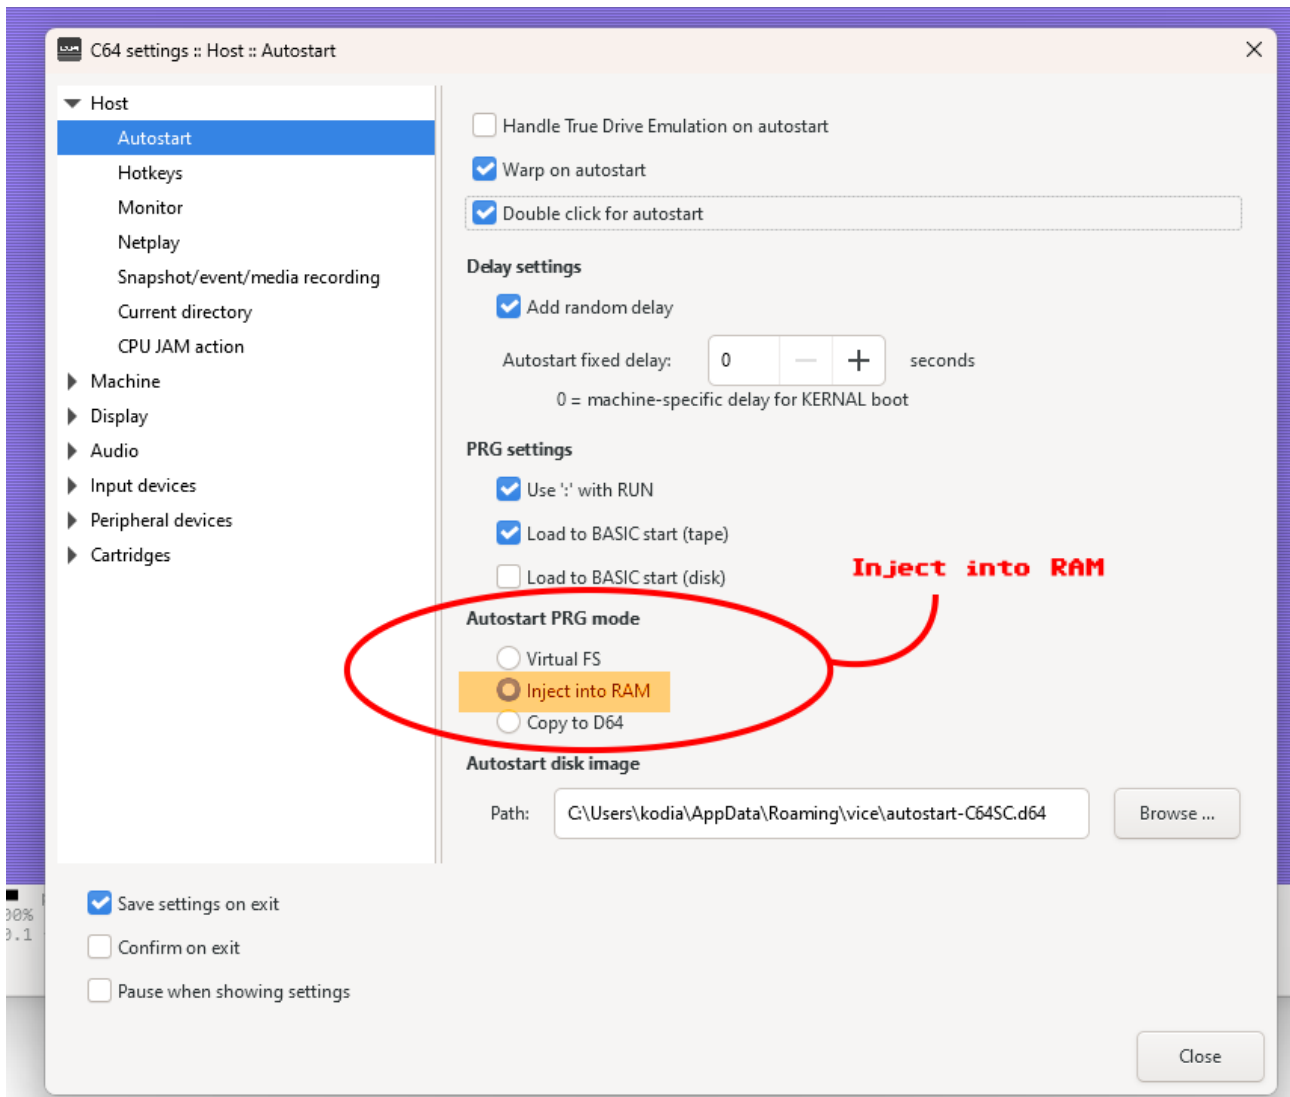 C64 settings :: Host :: Autostart
Host
Autostart
Hotkeys
Monitor
Netplay
Snapshot/event/media recording
Current directory
CPU JAM action
Machine
Display
Audio
Input devices
Peripheral devices
Cartridges
Handle True Drive Emulation on autostart
Warp on autostart
Double click for autostart
Delay settings
Add random delay
Autostart fixed delay: 0 seconds
0 = machine-specific delay for KERNAL boot
PRG settings
Use ':' with RUN
Load to BASIC start (tape)
Load to BASIC start (disk)
Inject into RAM
Autostart PRG mode
Virtual FS
Inject into RAM
Copy to D64
Autostart disk image
Path: C:\Users\kodia\AppData\Roaming\vice\autostart-C64SC.d64 Browse ...
Save settings on exit
Confirm on exit
Pause when showing settings
Close